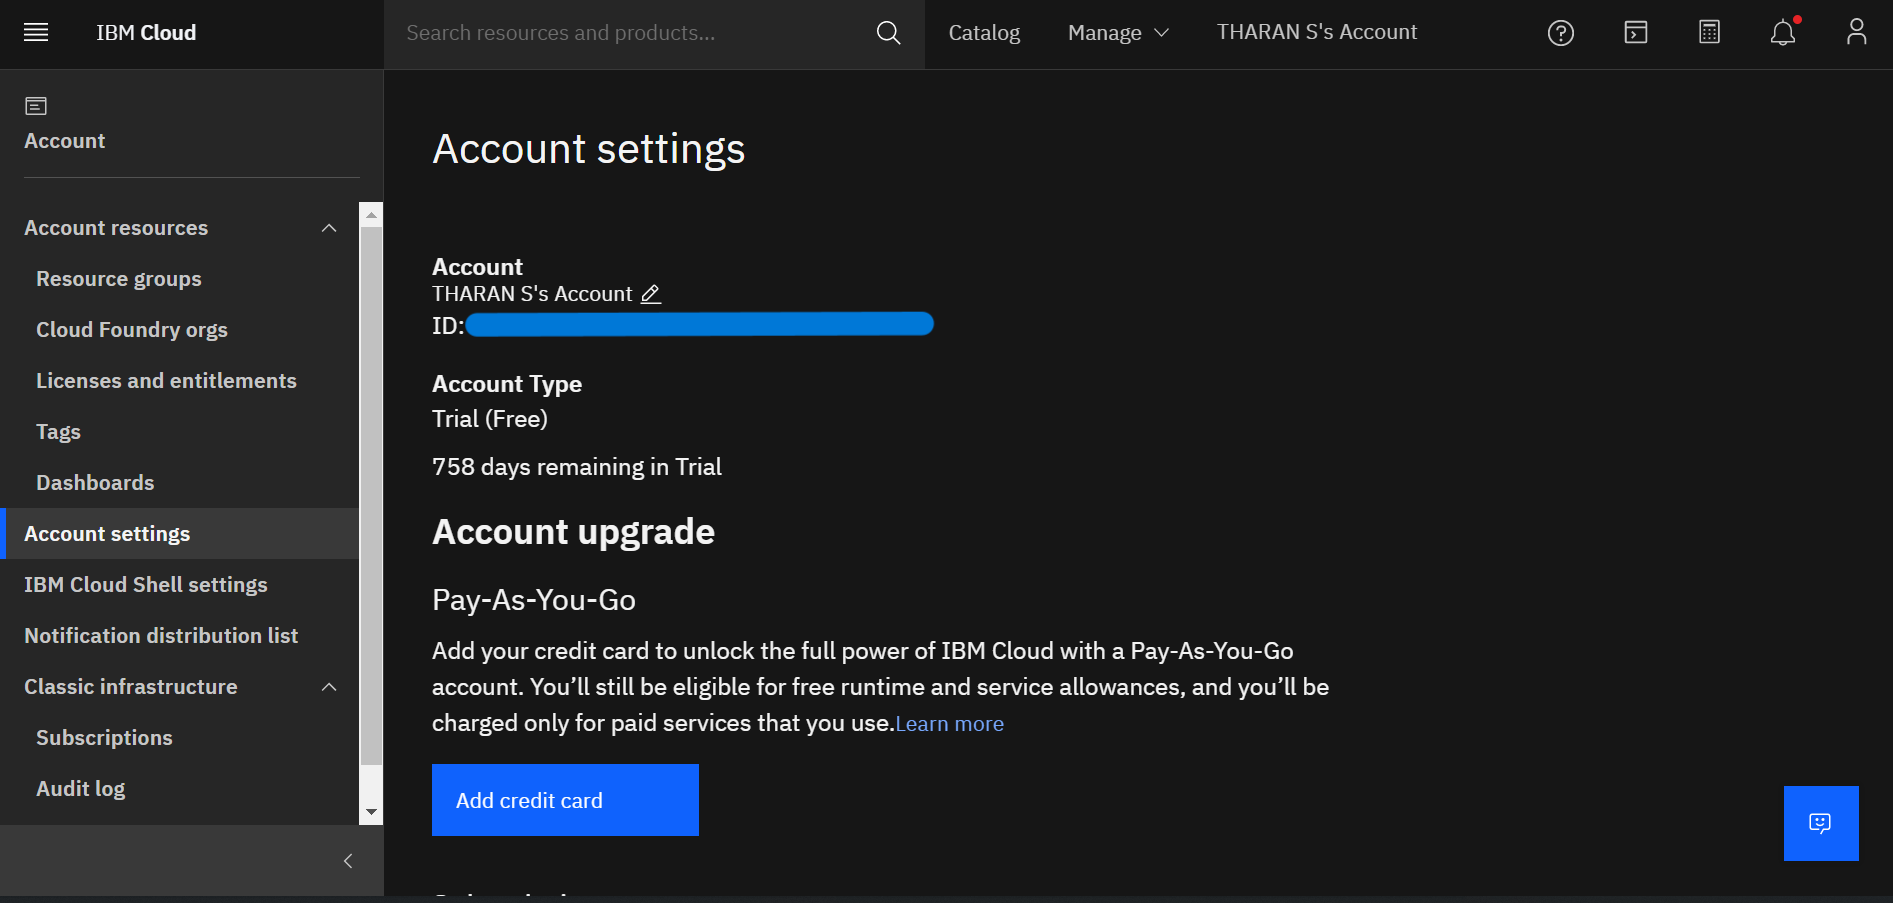 IBM Cloud
Search resources and products...
Catalog
Manage
THARAN S's Account
Account
Account resources
Resource groups
Cloud Foundry orgs
Licenses and entitlements
Tags
Dashboards
Account settings
IBM Cloud Shell settings
Notification distribution list
Classic infrastructure
Subscriptions
Audit log
Account settings
Account
THARAN S's Account
ID:
Account Type
Trial (Free)
758 days remaining in Trial
Account upgrade
Pay-As-You-Go
Add your credit card to unlock the full power of IBM Cloud with a Pay-As-You-Go
account. You’ll still be eligible for free runtime and service allowances, and you’ll be
charged only for paid services that you use.Learn more
Add credit card